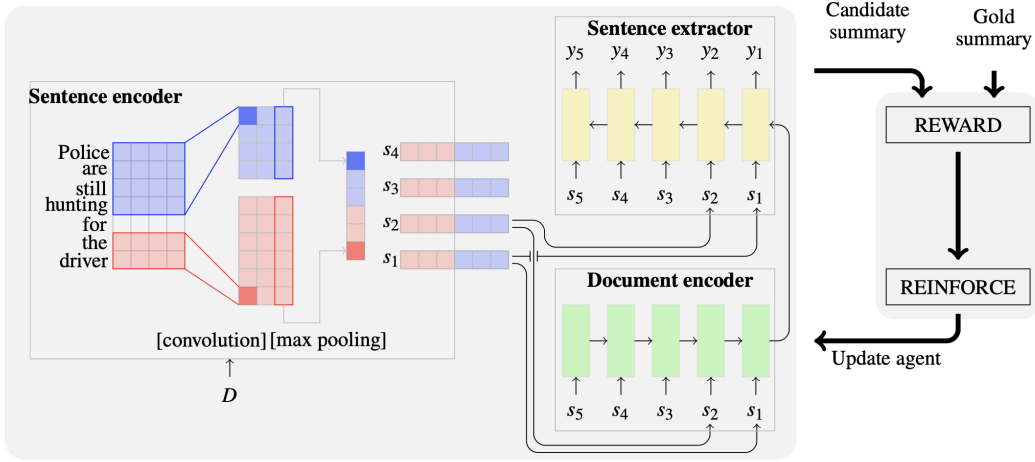 Sentence encoder
Police
are
still
hunting
for
the
driver
[convolution] [max pooling]
D
s4
s3
s2
s1
Sentence extractor
y5 y4 y3 y2 y1
s5 s4 s3 s2 s1
Document encoder
s5 s4 s3 s2 s1
Candidate
summary
Gold
summary
REWARD
REINFORCE
Update agent